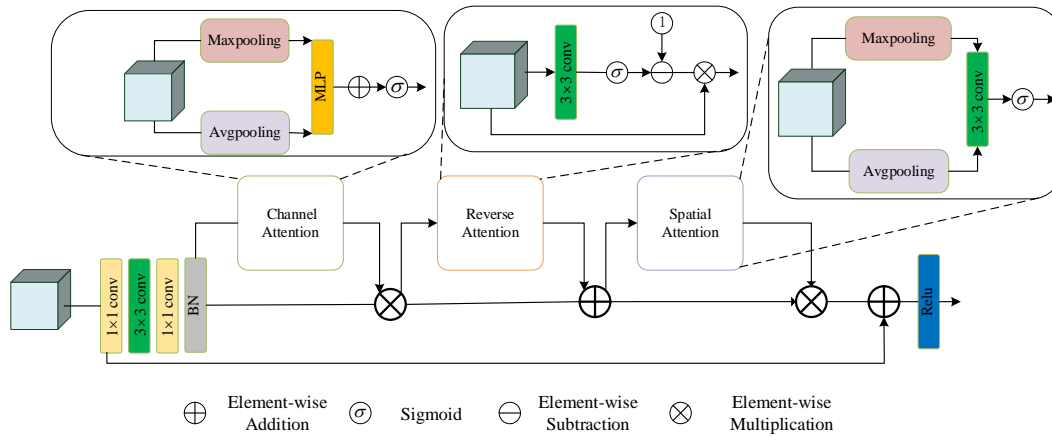 Maxpooling
Avgpooling
MLP
σ
3×3 conv
σ
1
Maxpooling
Avgpooling
3×3 conv
σ
Channel
Attention
Reverse
Attention
Spatial
Attention
1×1 conv
3×3 conv
1×1 conv
BN
Relu
Element-wise
Addition
σ
Sigmoid
Element-wise
Subtraction
Element-wise
Multiplication